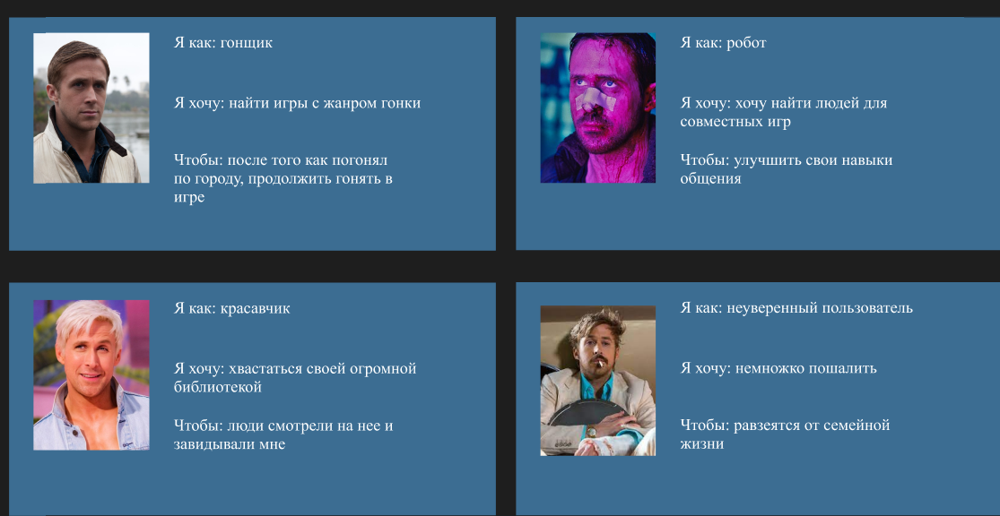 Я как: гонщик
Я хочу: найти игры с жанром гонки
Чтобы: после того как погонял
по городу, продолжить гонять в
игре
Я как: робот
Я хочу: хочу найти людей для
совместных игр
Чтобы: улучшить свои навыки
общения
Я как: красавчик
Я хочу: хвастаться своей огромной
библиотекой
Чтобы: люди смотрели на нее и
завидывали мне
Я как: неуверенный пользователь
Я хочу: немножко пошалить
Чтобы: равзеятся от семейной
жизни